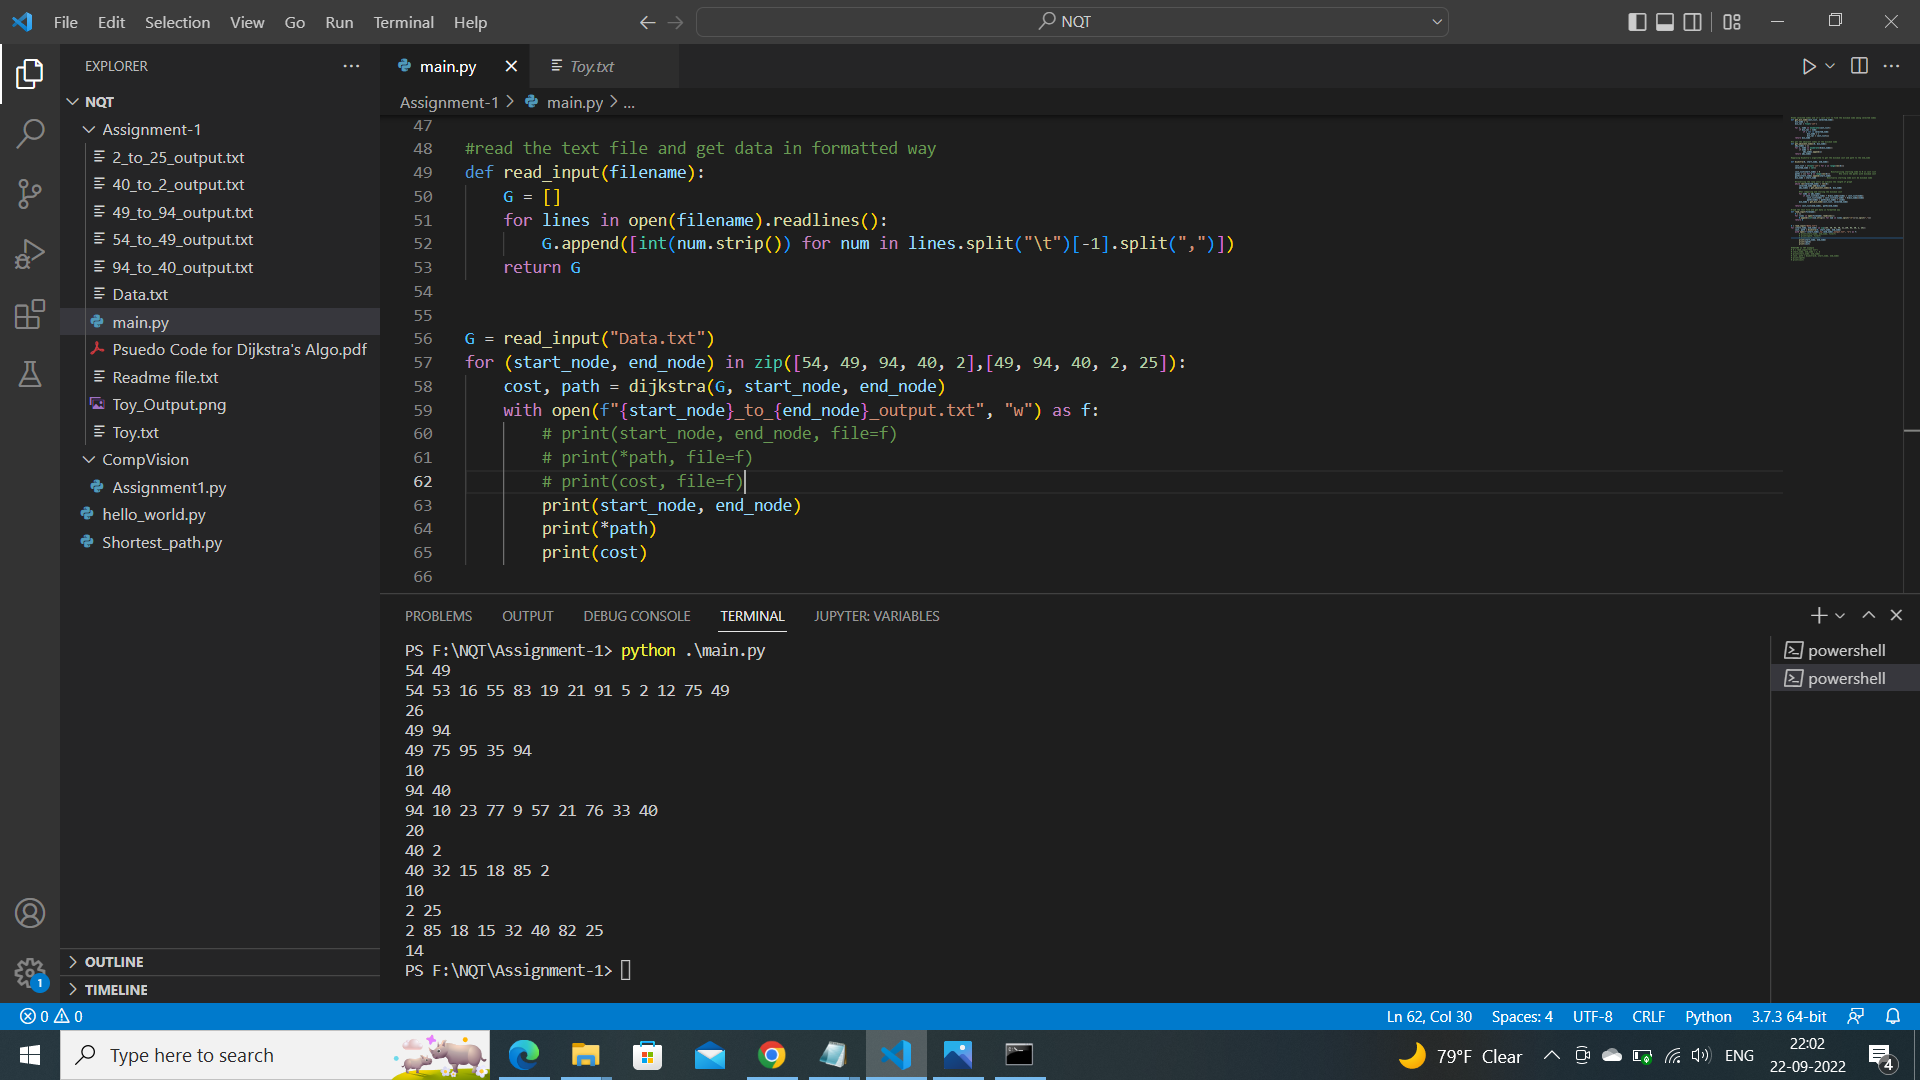 File Edit Selection View Go Run Terminal Help
NQT
EXPLORER
NQT
Assignment-1
2_to_25_output.txt
40_to_2_output.txt
49_to_94_output.txt
54_to_49_output.txt
94_to_40_output.txt
Data.txt
main.py
Psuedo Code for Dijkstra's Algo.pdf
Readme file.txt
Toy_Output.png
Toy.txt
CompVision
Assignment1.py
hello_world.py
Shortest_path.py
OUTLINE
TIMELINE
1
main.py
Toy.txt
Assignment-1 > main.py > ...
47
48 #read the text file and get data in formatted way
49 def read_input(filename):
50     G = []
51     for lines in open(filename).readlines():
52         G.append([int(num.strip()) for num in lines.split("\t")[-1].split(",")])
53     return G
54
55
56 G = read_input("Data.txt")
57 for (start_node, end_node) in zip([54, 49, 94, 40, 2],[49, 94, 40, 2, 25]):
58     cost, path = dijkstra(G, start_node, end_node)
59     with open(f"{start_node}_to_{end_node}_output.txt", "w") as f:
60         # print(start_node, end_node, file=f)
61         # print(*path, file=f)
62         # print(cost, file=f)
63         print(start_node, end_node)
64         print(*path)
65         print(cost)
66
PROBLEMS OUTPUT DEBUG CONSOLE TERMINAL JUPYTER: VARIABLES
PS F:\NQT\Assignment-1> python .\main.py
54 49
54 53 16 55 83 19 21 91 5 2 12 75 49
26
49 94
49 75 95 35 94
10
94 40
94 10 23 77 9 57 21 76 33 40
20
40 2
40 32 15 18 85 2
10
2 25
2 85 18 15 32 40 82 25
14
PS F:\NQT\Assignment-1>
powershell
powershell
0 0
Ln 62, Col 30 Spaces: 4 UTF-8 CRLF Python 3.7.3 64-bit
Type here to search
79°F Clear
ENG
22:02
22-09-2022
4